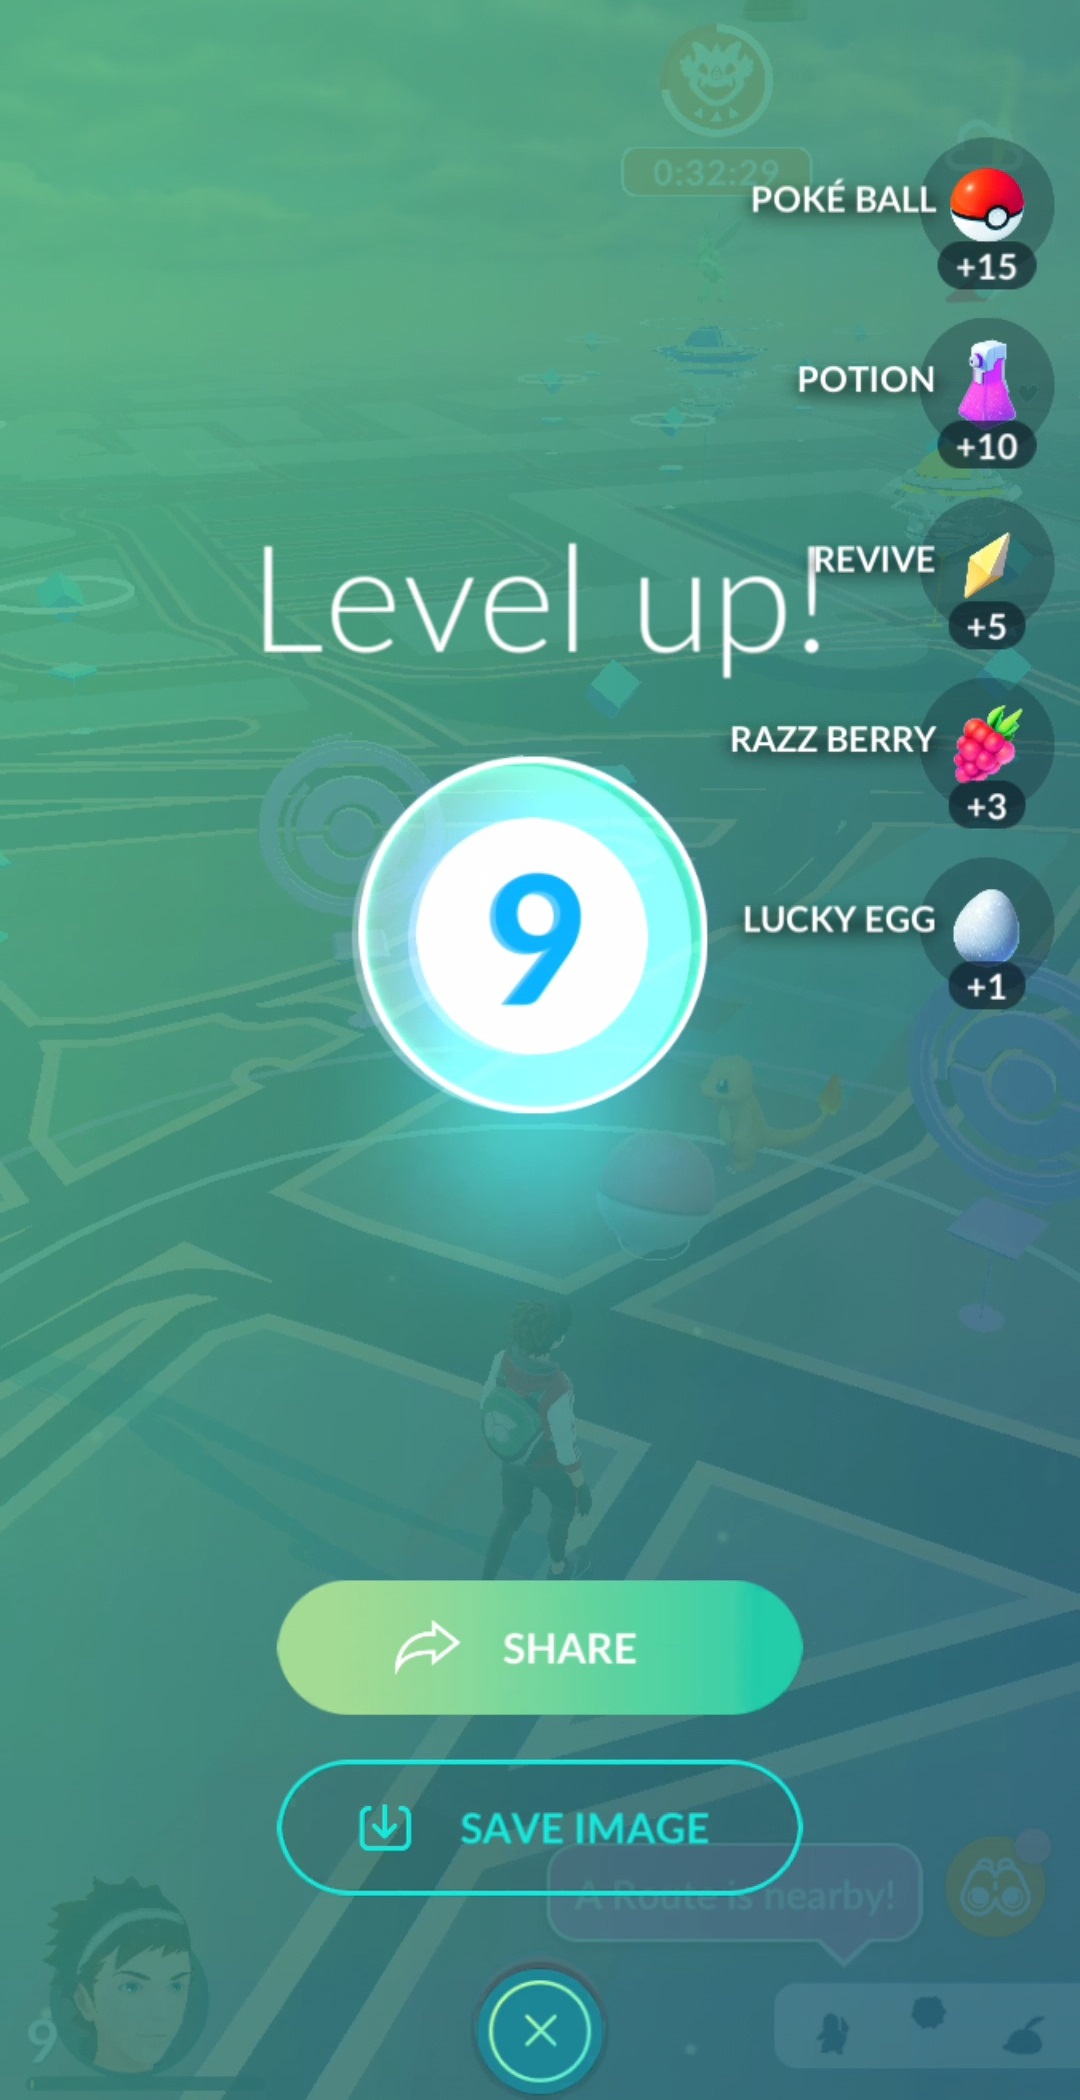 0:32:29
POKÉ BALL
+15
POTION
+10
REVIVE
+5
Level up!
RAZZ BERRY
+3
9
LUCKY EGG
+1
SHARE
SAVE IMAGE
A Route is nearby!
9